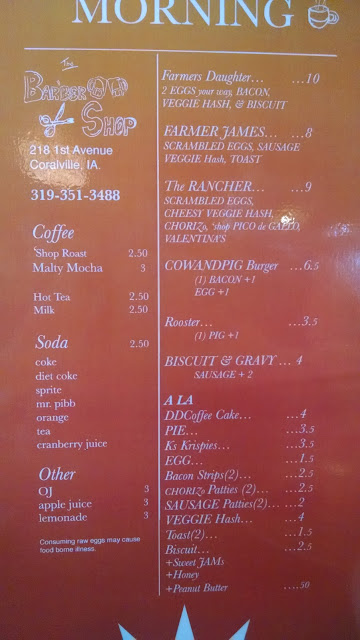 MORNING
The
BAR'BER
Shop
218 1st Avenue
Coralville, IA.
319-351-3488
Coffee
'Shop Roast 2.50
Malty Mocha 3
Hot Tea 2.50
Milk 2.50
Soda 2.50
coke
diet coke
sprite
mr. pibb
orange
tea
cranberry juice
Other
OJ 3
apple juice 3
lemonade 3
Consuming raw eggs may cause
food borne illness.
Farmers Daughter... ...10
2 EGGS your way, BACON,
VEGGIE HASH, & BISCUIT
FARMER JAMES... ...8
SCRAMBLED EGGS, SAUSAGE
VEGGIE Hash, TOAST
The RANCHER... ...9
SCRAMBLED EGGS,
CHEESY VEGGIE HASH,
CHORIZo, 'shop PICO de GALLO,
VALENTINA'S
COWANDPIG Burger ...6.5
(1) BACON +1
EGG +1
Rooster... ...3.5
(1) PIG +1
BISCUIT & GRAVY ... 4
SAUSAGE + 2
A LA
DDCoffee Cake... ...4
PIE... ...3.5
Ks Krispies... ...3.5
EGG... ...1.5
Bacon Strips(2)... ...2.5
CHORIZo Patties (2)... ...2.5
SAUSAGE Patties(2)... ...2
VEGGIE Hash... ...4
Toast(2)... ...1.5
Biscuit... ...2.5
+Sweet JAMs
+Honey
+Peanut Butter ....50